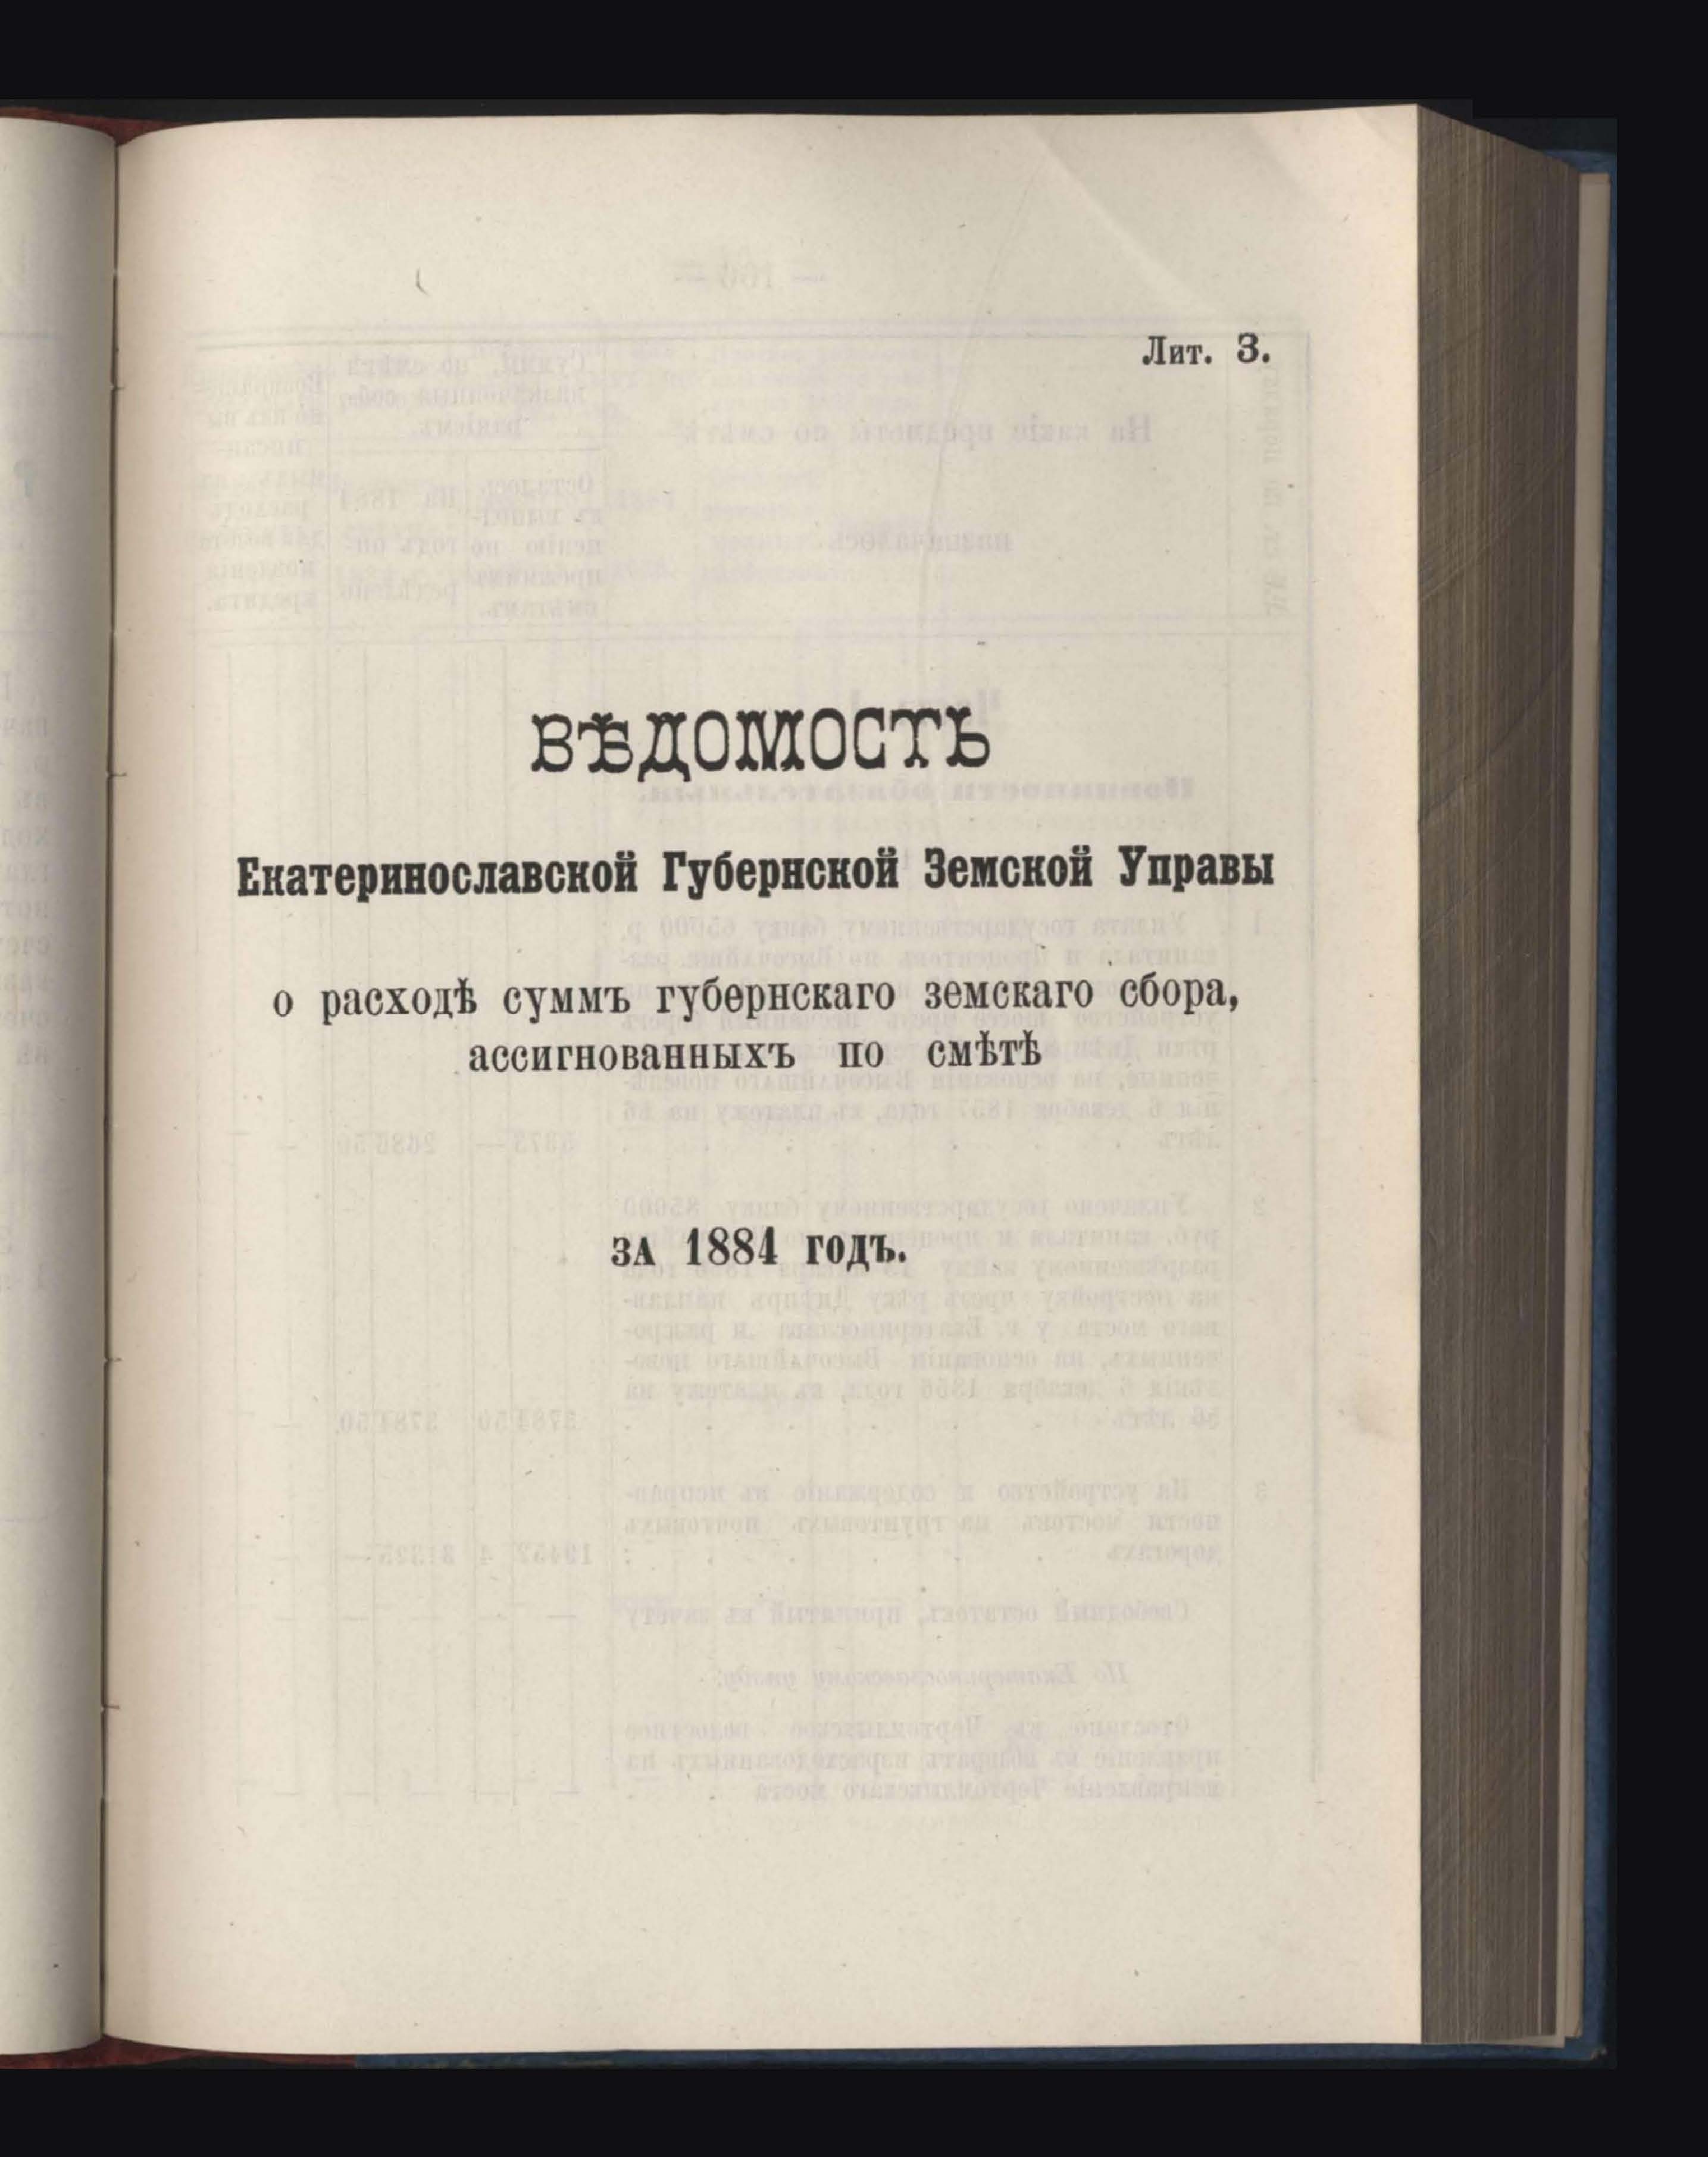 Лит. З.
ВѢДОМОСТЬ
Екатеринославской Губернской Земской Управы
о расходѣ суммъ губернскаго земскаго сбора,
ассигнованныхъ по смѣтѣ
ЗА 1884 ГОДЪ.